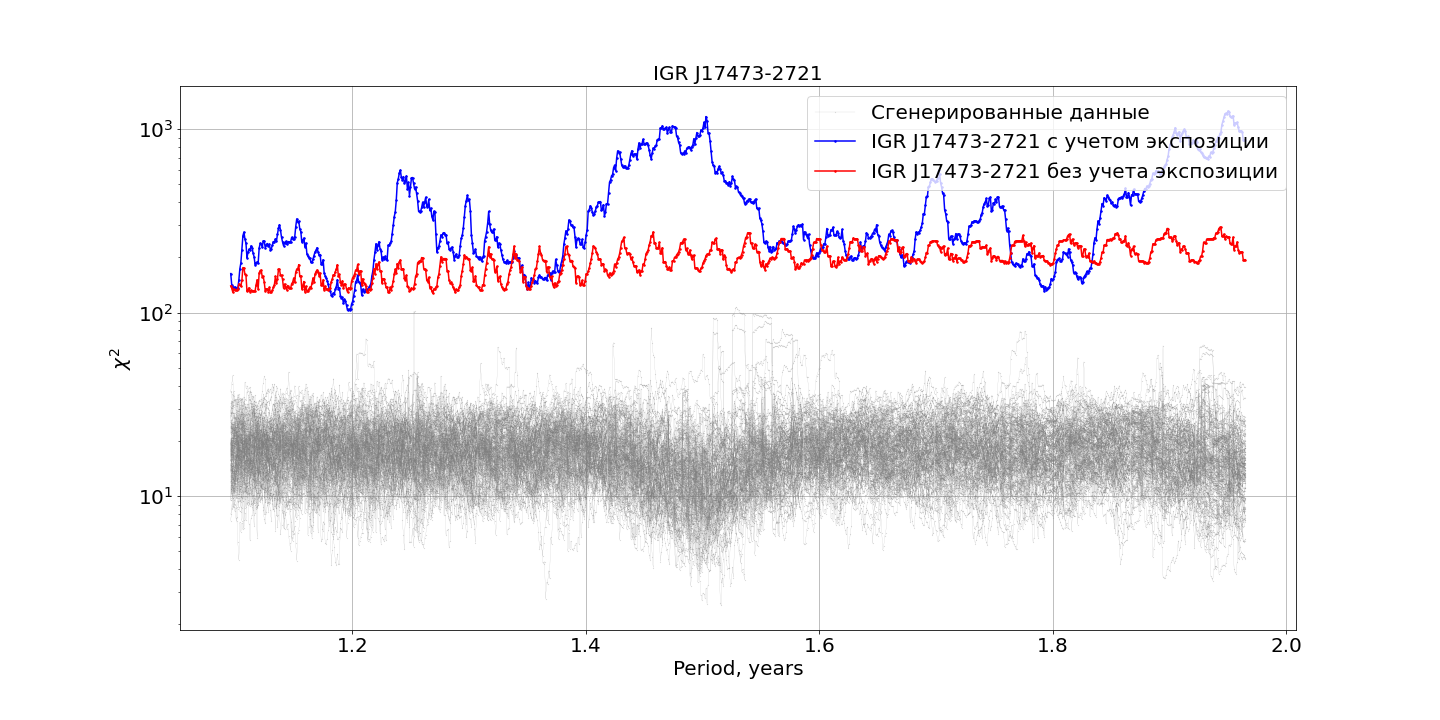 IGR J17473-2721
Сгенерированные данные
IGR J17473-2721 с учетом экспозиции
IGR J17473-2721 без учета экспозиции
10³
10²
10¹
χ²
1.2 1.4 1.6 1.8 2.0
Period, years